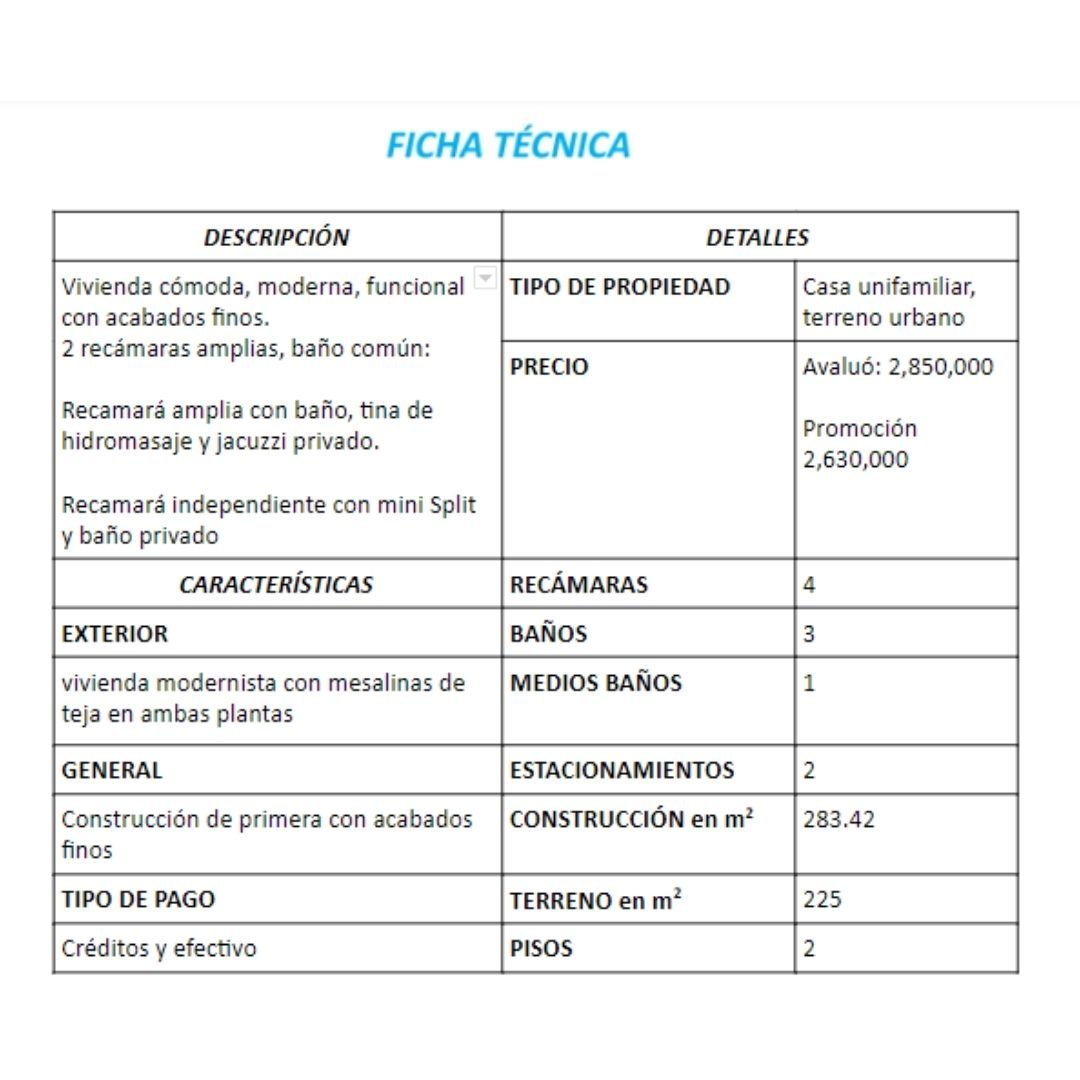 FICHA TÉCNICA
DESCRIPCIÓN
DETALLES
Vivienda cómoda, moderna, funcional
con acabados finos.
2 recámaras amplias, baño común:
Recamará amplia con baño, tina de
hidromasaje y jacuzzi privado.
Recamará independiente con mini Split
y baño privado
TIPO DE PROPIEDAD
Casa unifamiliar,
terreno urbano
PRECIO
Avaluó: 2,850,000
Promoción
2,630,000
CARACTERÍSTICAS
RECÁMARAS
4
EXTERIOR
BAÑOS
3
vivienda modernista con mesalinas de
teja en ambas plantas
MEDIOS BAÑOS
1
GENERAL
ESTACIONAMIENTOS
2
Construcción de primera con acabados
finos
CONSTRUCCIÓN en m²
283.42
TIPO DE PAGO
TERRENO en m²
225
Créditos y efectivo
PISOS
2